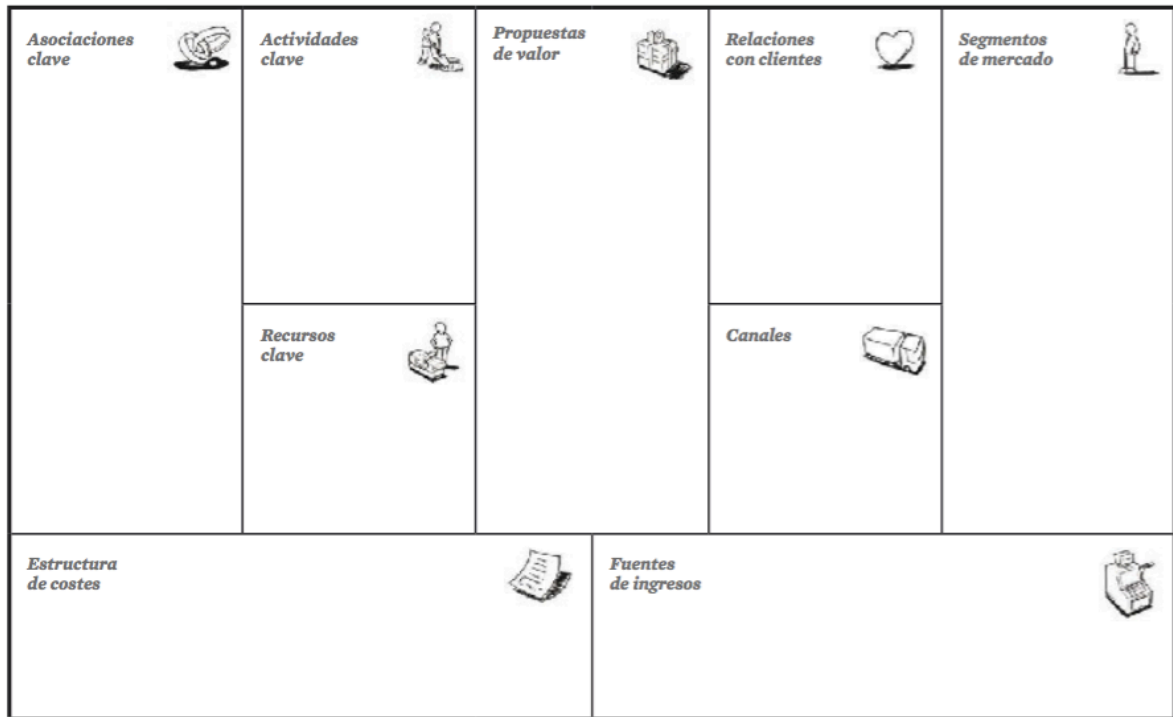 Asociaciones
clave
Actividades
clave
Propuestas
de valor
Relaciones
con clientes
Segmentos
de mercado
Recursos
clave
Canales
Estructura
de costes
Fuentes
de ingresos